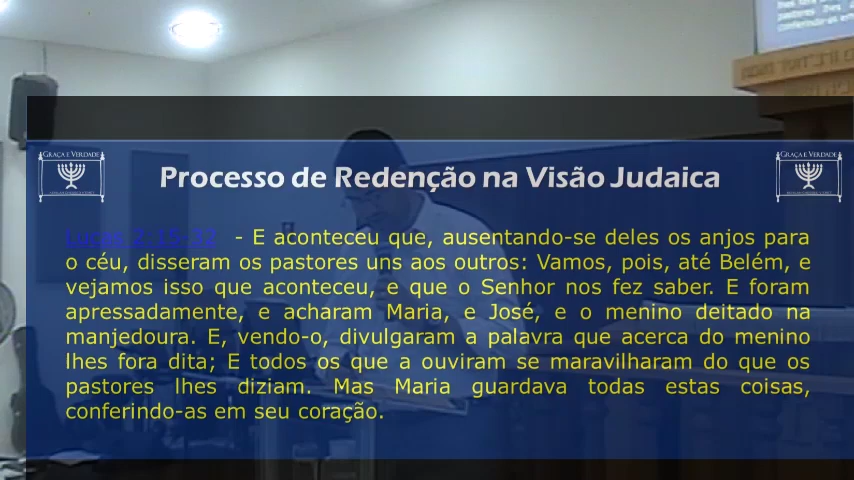 GRAÇA E VERDADE
GRAÇA E VERDADE
Processo de Redenção na Visão Judaica
Lucas 2:15-32 - E aconteceu que, ausentando-se deles os anjos para
o céu, disseram os pastores uns aos outros: Vamos, pois, até Belém, e
vejamos isso que aconteceu, e que o Senhor nos fez saber. E foram
apressadamente, e acharam Maria, e José, e o menino deitado na
manjedoura. E, vendo-o, divulgaram a palavra que acerca do menino
lhes fora dita; E todos os que a ouviram se maravilharam do que os
pastores lhes diziam. Mas Maria guardava todas estas coisas,
conferindo-as em seu coração.